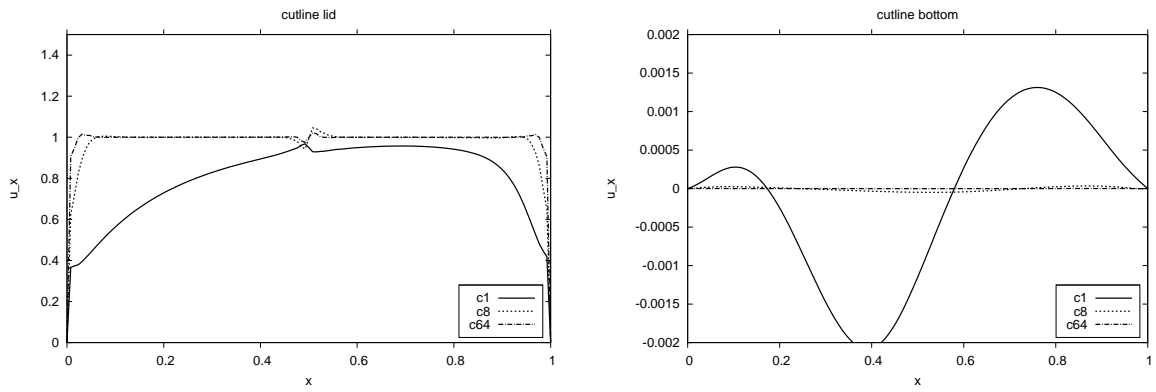 cutline lid
1.4
1.2
1
0.8
0.6
0.4
0.2
0
u_x
0 0.2 0.4 0.6 0.8 1
x
c1
c8
c64
cutline bottom
0.002
0.0015
0.001
0.0005
0
-0.0005
-0.001
-0.0015
-0.002
u_x
0 0.2 0.4 0.6 0.8 1
x
c1
c8
c64